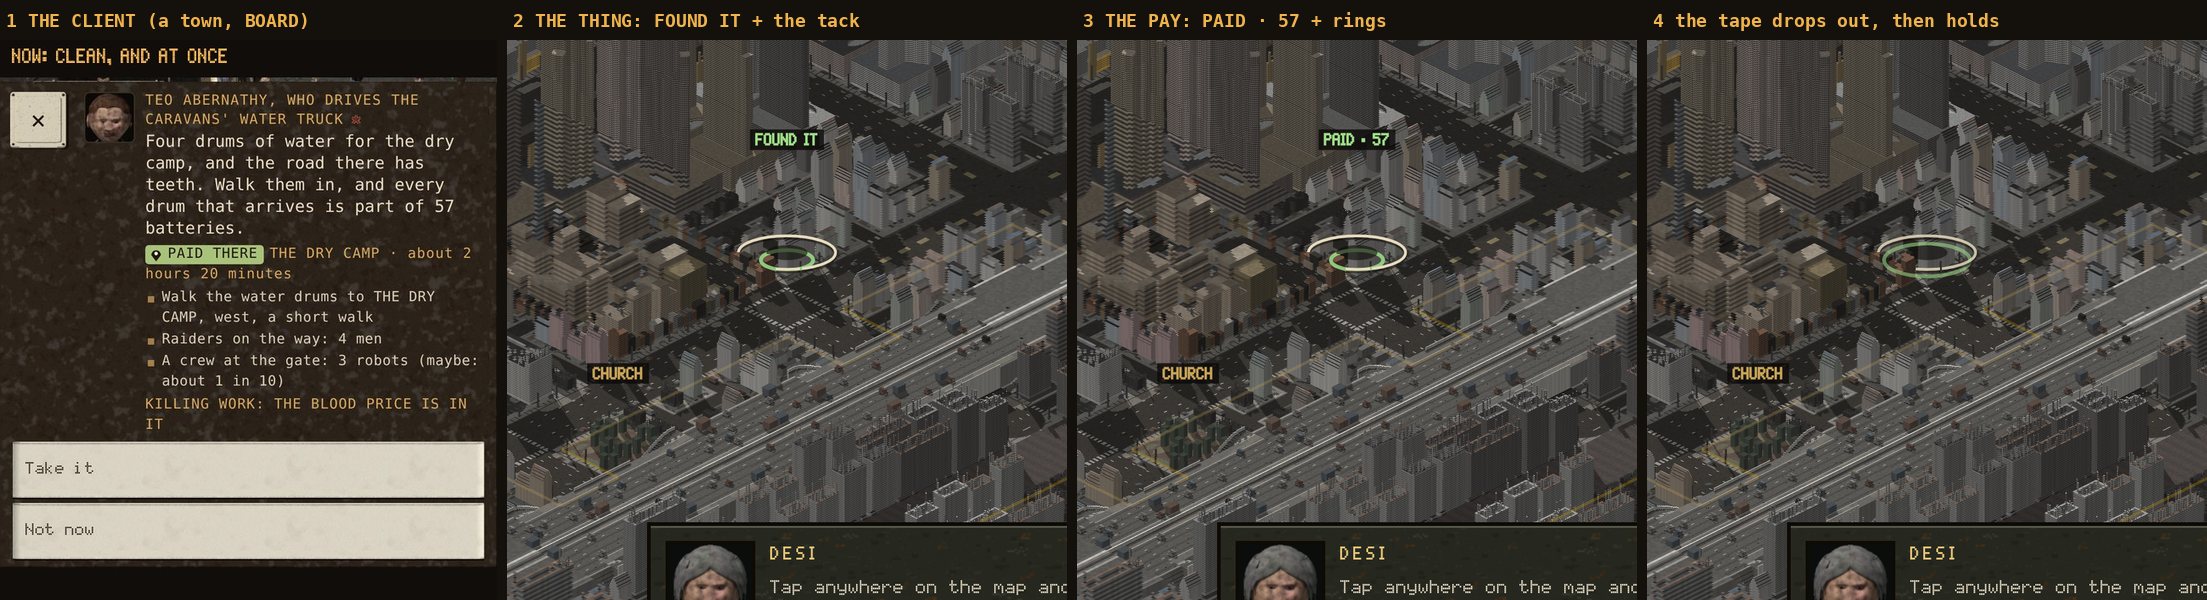 1 THE CLIENT (a town, BOARD)
NOW: CLEAN, AND AT ONCE
TEO ABERNATHY, WHO DRIVES THE
CARAVANS' WATER TRUCK
Four drums of water for the dry
camp, and the road there has
teeth. Walk them in, and every
drum that arrives is part of 57
batteries.
PAID THERE THE DRY CAMP · about 2
hours 20 minutes
Walk the water drums to THE DRY
CAMP, west, a short walk
Raiders on the way: 4 men
A crew at the gate: 3 robots (maybe:
about 1 in 10)
KILLING WORK: THE BLOOD PRICE IS IN
IT
Take it
Not now
2 THE THING: FOUND IT + the tack
FOUND IT
CHURCH
DESI
Tap anywhere on the map and
3 THE PAY: PAID · 57 + rings
PAID · 57
CHURCH
DESI
Tap anywhere on the map and
4 the tape drops out, then holds
CHURCH
DESI
Tap anywhere on the map and